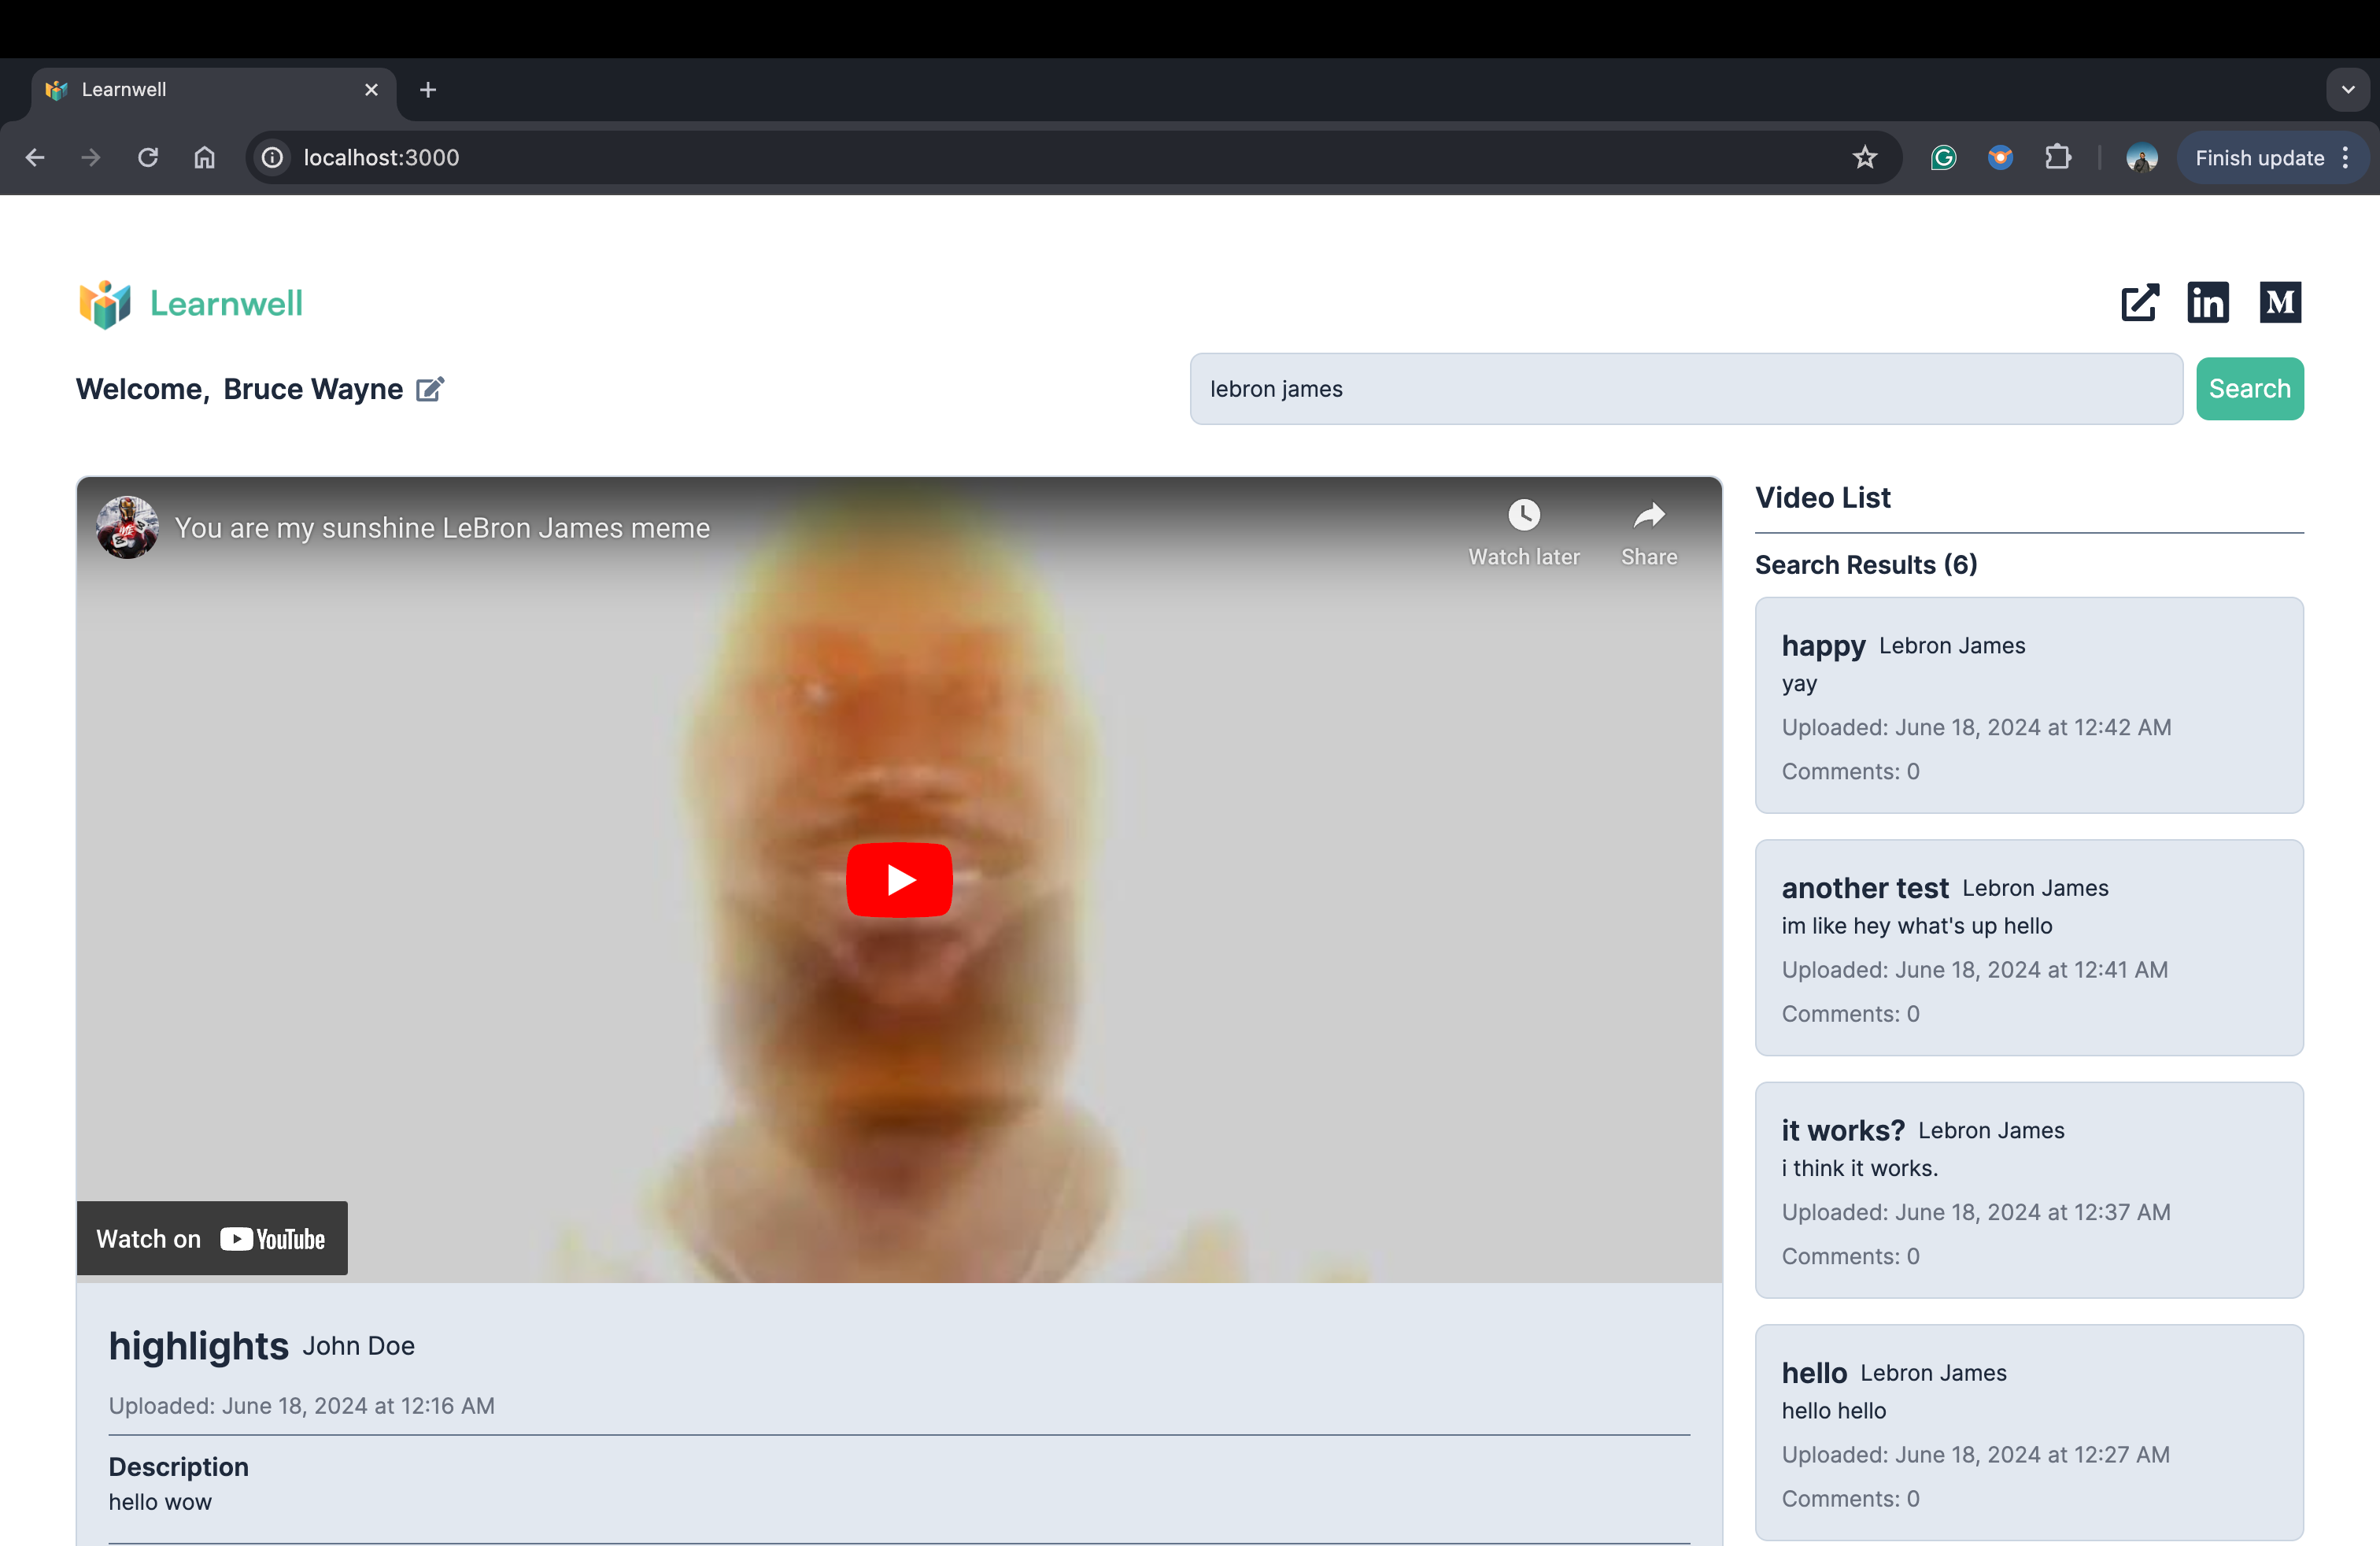 Learnwell
localhost:3000
Finish update
Learnwell
in
M
Welcome, Bruce Wayne
lebron james
Search
You are my sunshine LeBron James meme
Watch later
Share
Watch on YouTube
highlights John Doe
Uploaded: June 18, 2024 at 12:16 AM
Description
hello wow
Video List
Search Results (6)
happy Lebron James
yay
Uploaded: June 18, 2024 at 12:42 AM
Comments: 0
another test Lebron James
im like hey what's up hello
Uploaded: June 18, 2024 at 12:41 AM
Comments: 0
it works? Lebron James
i think it works.
Uploaded: June 18, 2024 at 12:37 AM
Comments: 0
hello Lebron James
hello hello
Uploaded: June 18, 2024 at 12:27 AM
Comments: 0